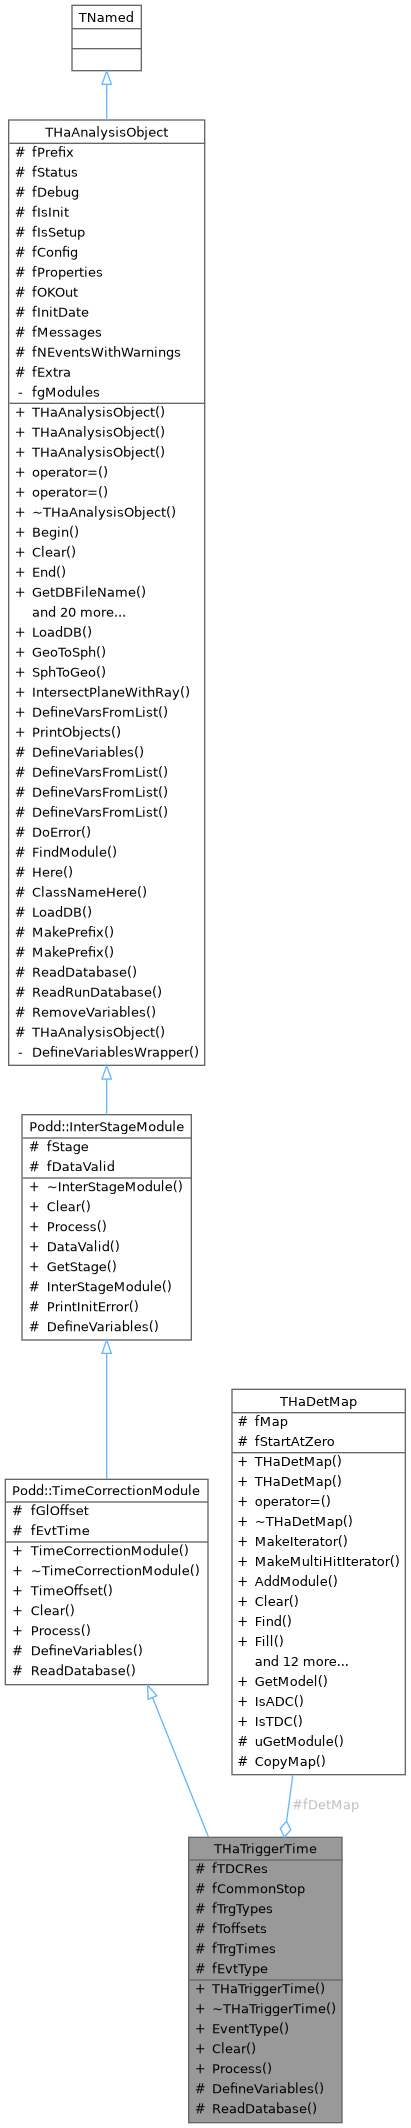 TNamed
THaAnalysisObject
# fPrefix
# fStatus
# fDebug
# fIsInit
# fIsSetup
# fConfig
# fProperties
# fOKOut
# fInitDate
# fMessages
# fNEventsWithWarnings
# fExtra
- fgModules
+ THaAnalysisObject()
+ THaAnalysisObject()
+ THaAnalysisObject()
+ operator=()
+ operator=()
+ ~THaAnalysisObject()
+ Begin()
+ Clear()
+ End()
+ GetDBFileName()
and 20 more...
+ LoadDB()
+ GeoToSph()
+ SphToGeo()
+ IntersectPlaneWithRay()
+ DefineVarsFromList()
+ PrintObjects()
# DefineVariables()
# DefineVarsFromList()
# DefineVarsFromList()
# DefineVarsFromList()
# DoError()
# FindModule()
# Here()
# ClassNameHere()
# LoadDB()
# MakePrefix()
# MakePrefix()
# ReadDatabase()
# ReadRunDatabase()
# RemoveVariables()
# THaAnalysisObject()
- DefineVariablesWrapper()
Podd::InterStageModule
# fStage
# fDataValid
+ ~InterStageModule()
+ Clear()
+ Process()
+ DataValid()
+ GetStage()
# InterStageModule()
# PrintInitError()
# DefineVariables()
Podd::TimeCorrectionModule
# fGlOffset
# fEvtTime
+ TimeCorrectionModule()
+ ~TimeCorrectionModule()
+ TimeOffset()
+ Clear()
+ Process()
# DefineVariables()
# ReadDatabase()
THaDetMap
# fMap
# fStartAtZero
+ THaDetMap()
+ THaDetMap()
+ operator=()
+ ~THaDetMap()
+ MakeIterator()
+ MakeMultiHitIterator()
+ AddModule()
+ Clear()
+ Find()
+ Fill()
and 12 more...
+ GetModel()
+ IsADC()
+ IsTDC()
# uGetModule()
# CopyMap()
#fDetMap
THaTriggerTime
# fTDCRes
# fCommonStop
# fTrgTypes
# fToffsets
# fTrgTimes
# fEvtType
+ THaTriggerTime()
+ ~THaTriggerTime()
+ EventType()
+ Clear()
+ Process()
# DefineVariables()
# ReadDatabase()